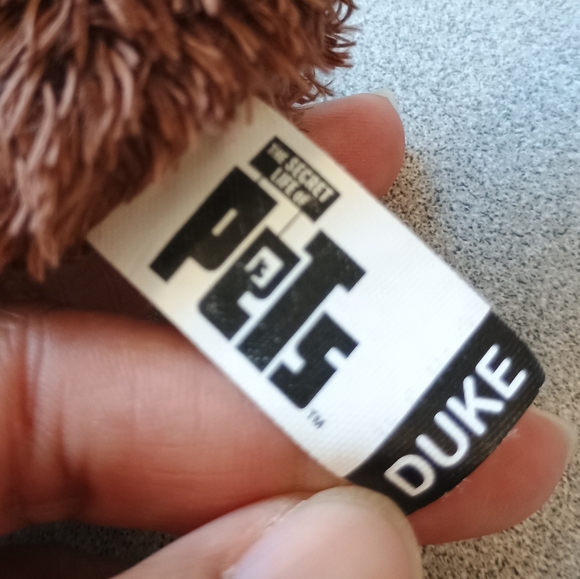 THE SECRET
LIFE of
PeTs
TM
DUKE